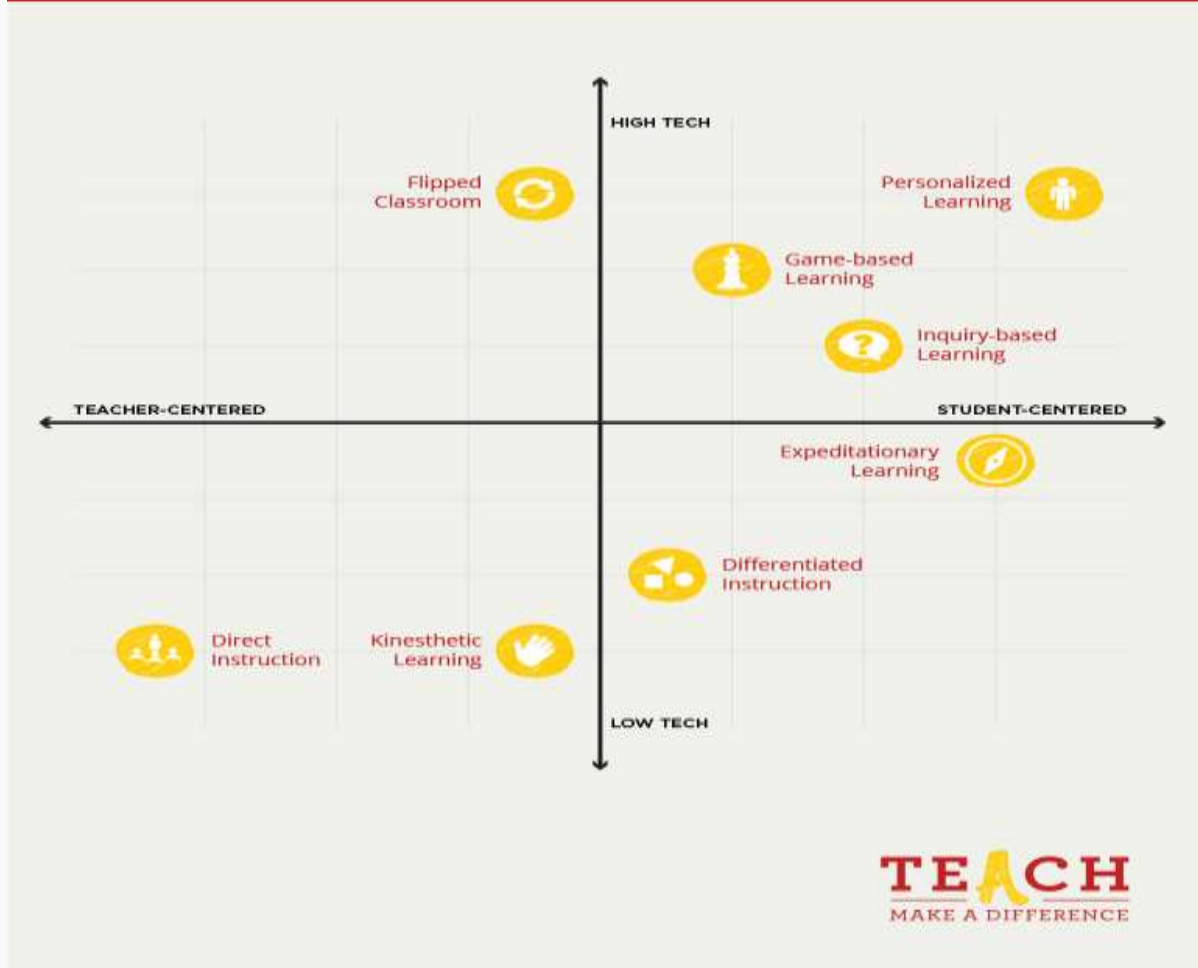 HIGH TECH
Flipped
Classroom
Personalized
Learning
Game-based
Learning
?
Inquiry-based
Learning
TEACHER-CENTERED
STUDENT-CENTERED
Expeditationary
Learning
Differentiated
Instruction
Direct
Instruction
Kinesthetic
Learning
LOW TECH
TEACH
MAKE A DIFFERENCE